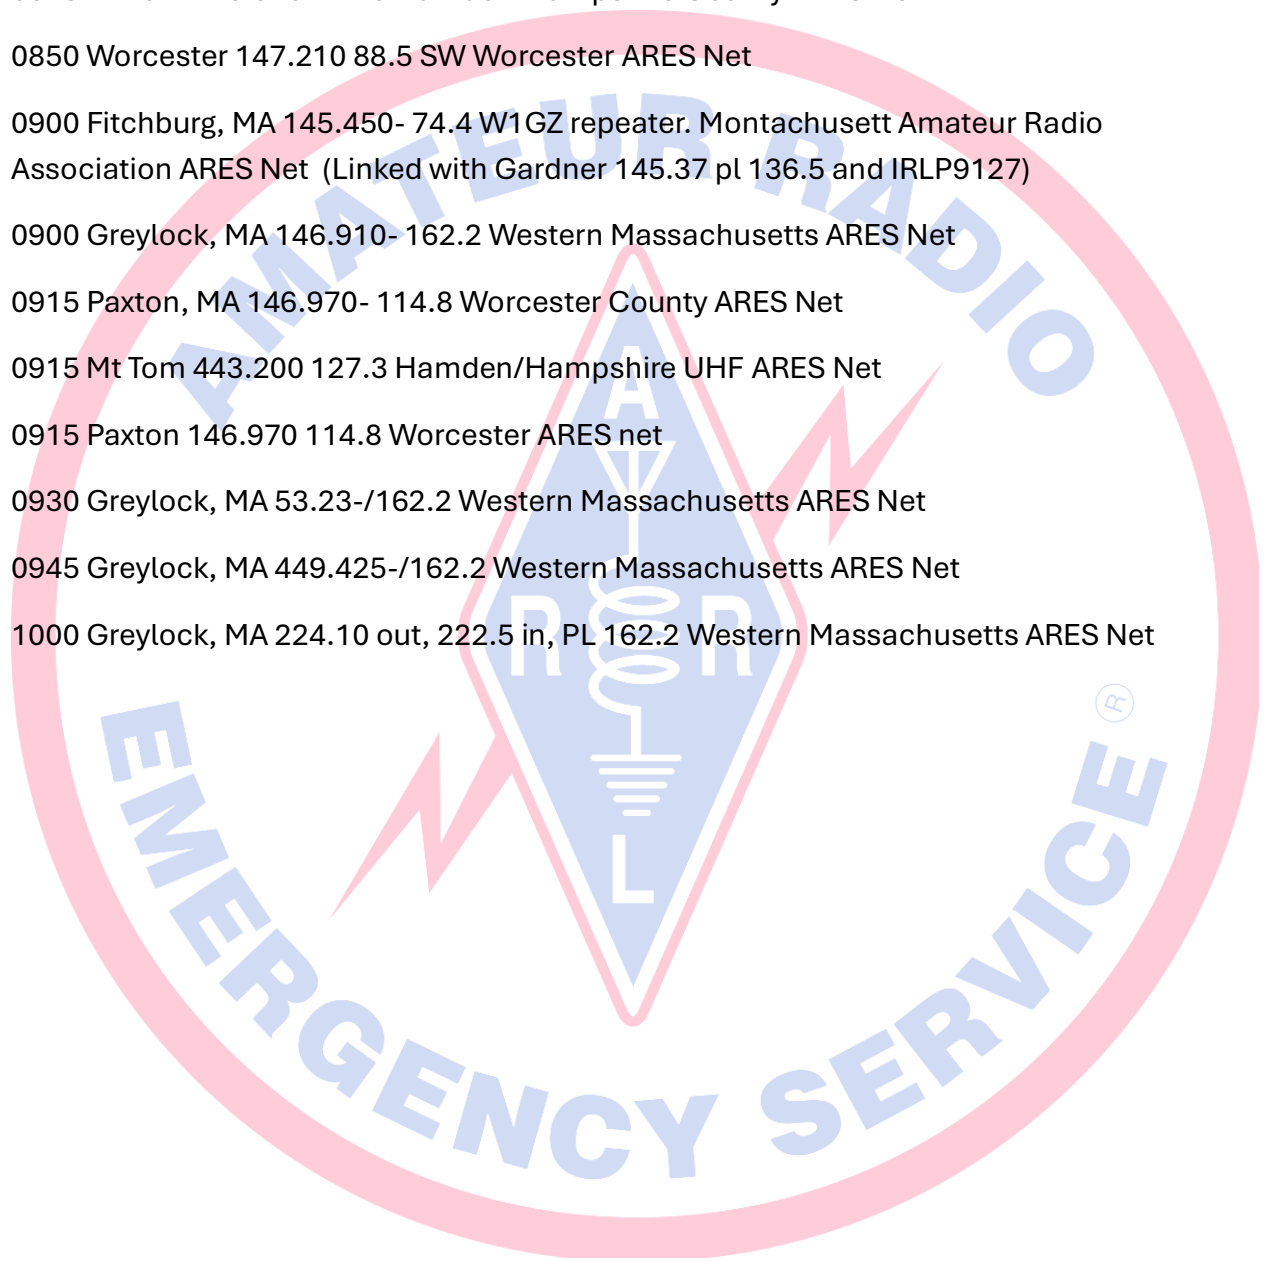 0850 Worcester 147.210 88.5 SW Worcester ARES Net
0900 Fitchburg, MA 145.450- 74.4 W1GZ repeater. Montachusett Amateur Radio
Association ARES Net  (Linked with Gardner 145.37 pl 136.5 and IRLP9127)
0900 Greylock, MA 146.910- 162.2 Western Massachusetts ARES Net
0915 Paxton, MA 146.970- 114.8 Worcester County ARES Net
0915 Mt Tom 443.200 127.3 Hamden/Hampshire UHF ARES Net
0915 Paxton 146.970 114.8 Worcester ARES net
0930 Greylock, MA 53.23-/162.2 Western Massachusetts ARES Net
0945 Greylock, MA 449.425-/162.2 Western Massachusetts ARES Net
1000 Greylock, MA 224.10 out, 222.5 in, PL 162.2 Western Massachusetts ARES Net
AMATEUR RADIO
A
R R
L
EMERGENCY SERVICE ®